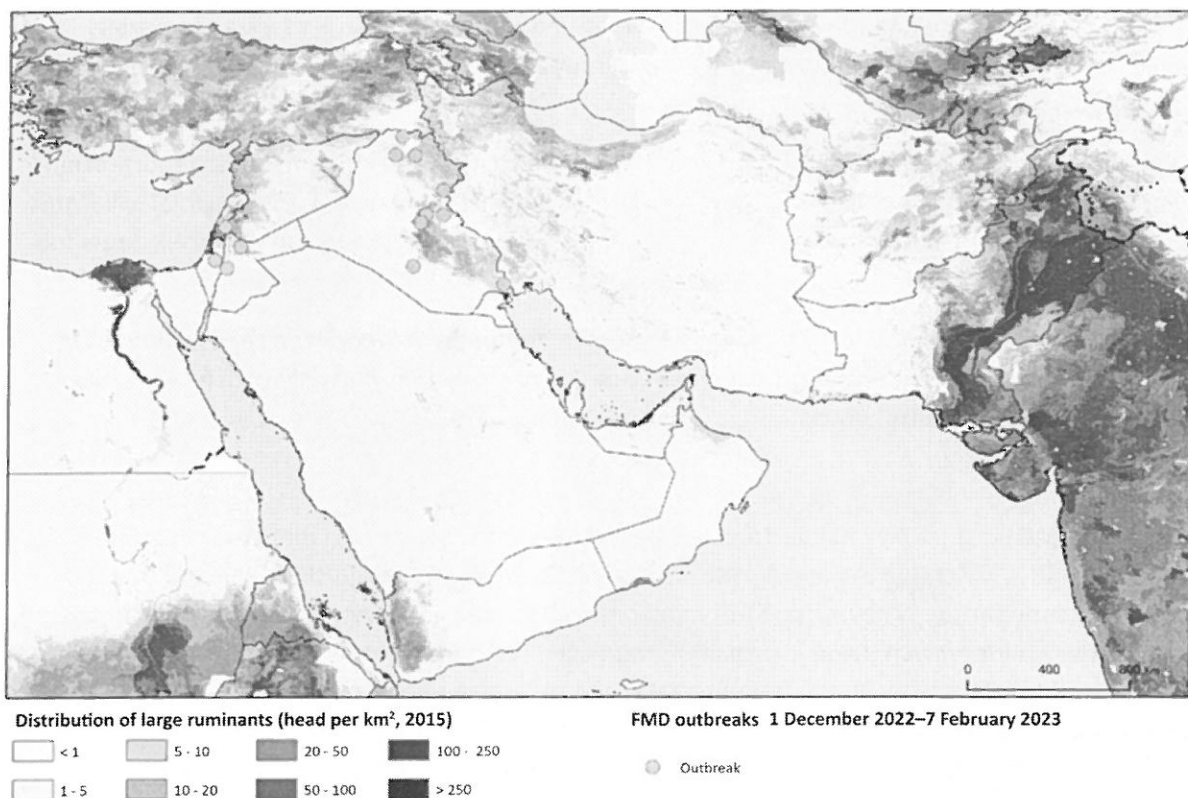 0 400 800 km
Distribution of large ruminants (head per km², 2015)
FMD outbreaks 1 December 2022–7 February 2023
< 1 5 - 10 20 - 50 100 - 250
1 - 5 10 - 20 50 - 100 > 250
Outbreak